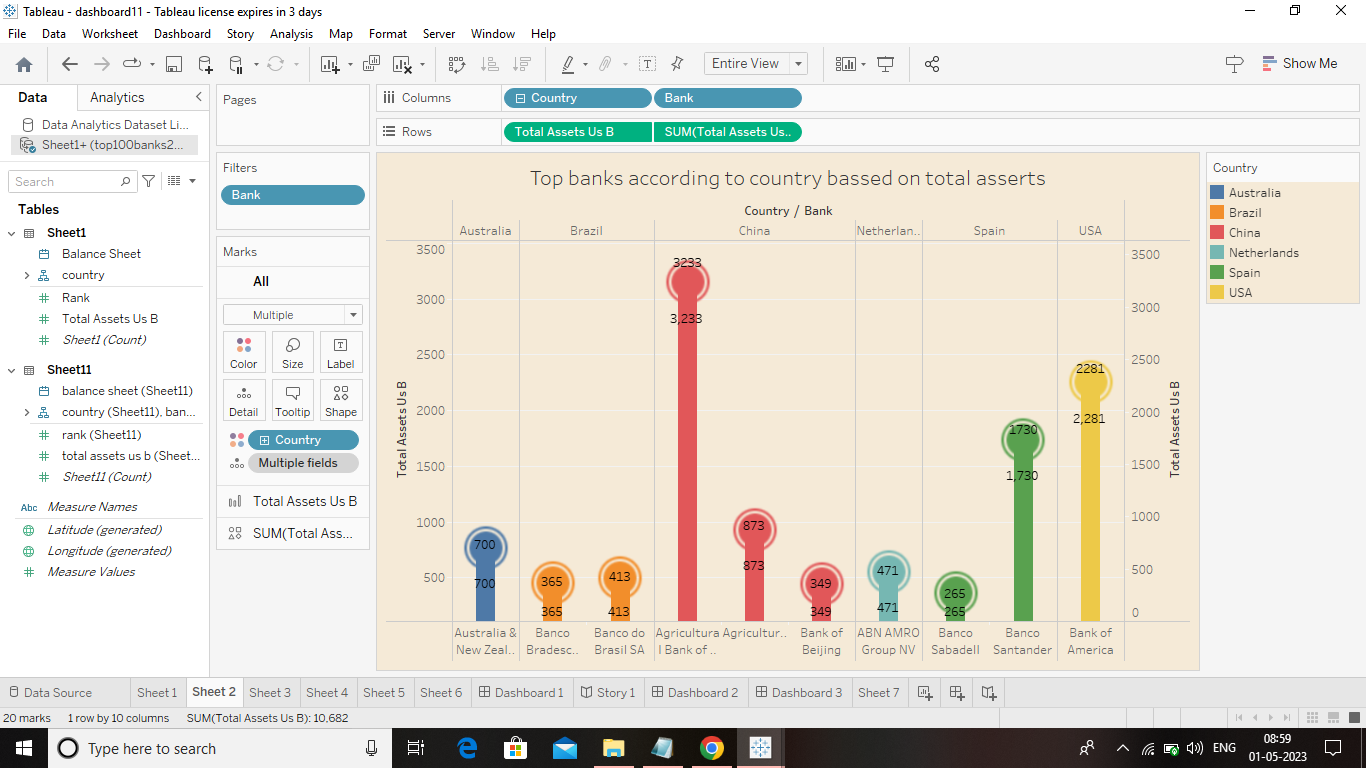 Tableau - dashboard11 - Tableau license expires in 3 days
File Data Worksheet Dashboard Story Analysis Map Format Server Window Help
Entire View
Show Me
Data Analytics
Data Analytics Dataset Li...
Sheet1+ (top100banks2...
Search
Tables
Sheet1
Balance Sheet
country
Rank
Total Assets Us B
Sheet1 (Count)
Sheet11
balance sheet (Sheet11)
country (Sheet11), ban...
rank (Sheet11)
total assets us b (Sheet...
Sheet11 (Count)
Abc Measure Names
Latitude (generated)
Longitude (generated)
Measure Values
Pages
Filters
Bank
Marks
All
Multiple
Color Size Label
Detail Tooltip Shape
Country
Multiple fields
Total Assets Us B
SUM(Total Ass...
Columns Country Bank
Rows Total Assets Us B SUM(Total Assets Us..
Top banks according to country bassed on total asserts
Country / Bank
Australia Brazil China Netherlan.. Spain USA
Total Assets Us B
3500
3000
2500
2000
1500
1000
500
3233
3,233
2281
2,281
1730
1,730
700
700
365
365
413
413
873
873
349
349
471
471
265
265
3500
3000
2500
2000
1500
1000
500
0
Total Assets Us B
Australia & New Zeal..
Banco Bradesc..
Banco do Brasil SA
Agricultura l Bank of ..
Agricultur..
Bank of Beijing
ABN AMRO Group NV
Banco Sabadell
Banco Santander
Bank of America
Country
Australia
Brazil
China
Netherlands
Spain
USA
Data Source Sheet 1 Sheet 2 Sheet 3 Sheet 4 Sheet 5 Sheet 6 Dashboard 1 Story 1 Dashboard 2 Dashboard 3 Sheet 7
20 marks 1 row by 10 columns SUM(Total Assets Us B): 10,682
Type here to search
ENG
08:59
01-05-2023